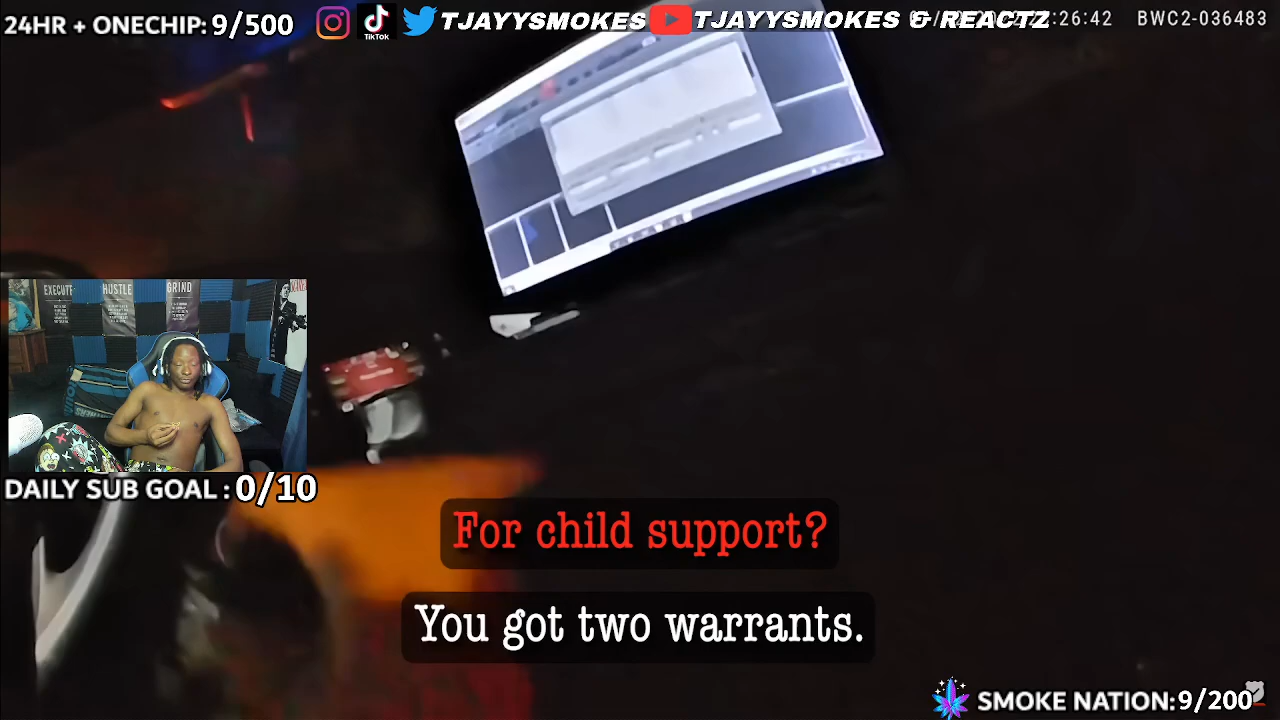 24HR + ONECHIP: 9/500
TikTok
TJAYYSMOKES
TJAYYSMOKES & REACTZ
:26:42 BWC2-036483
EXECUTE
HUSTLE
GRIND
DAILY SUB GOAL : 0/10
For child support?
You got two warrants.
SMOKE NATION: 9/200